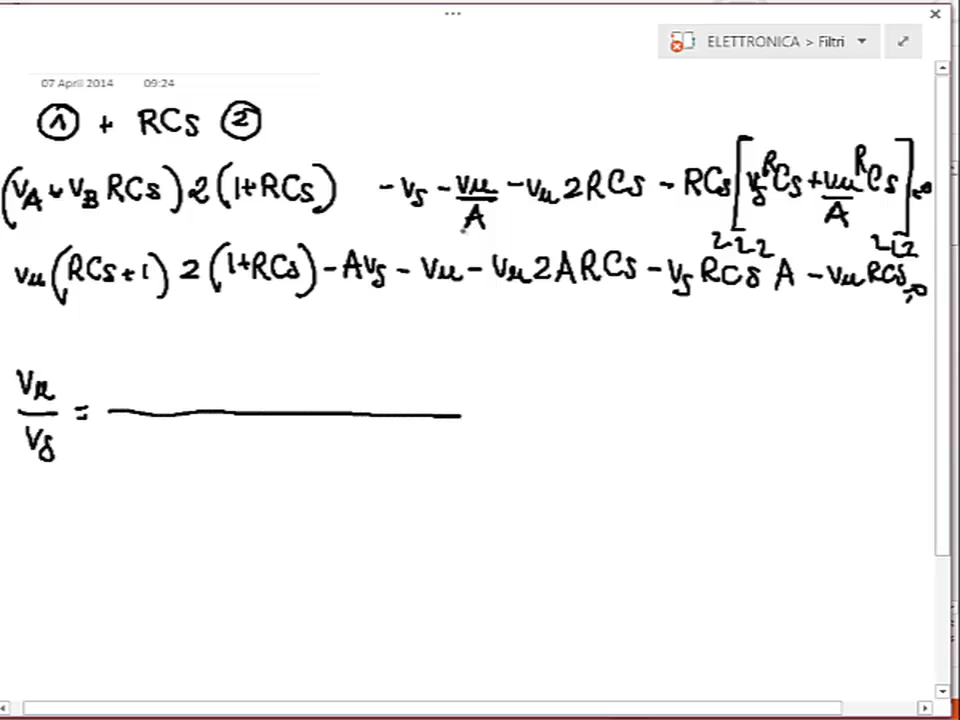 ELETTRONICA > Filtri
07 April 2014 09:24
① + RCs ②
(VA + VB RCs) 2 (1+RCs) - Vs - Vu/A - Vu 2RCs - RCs [Vs RCs + Vu/A RCs] = 0
Vu (RCs + 1) 2 (1+RCs) - AVs - Vu - Vu 2ARCs - Vs RCs A - Vu RCs = 0
Vu/Vs =